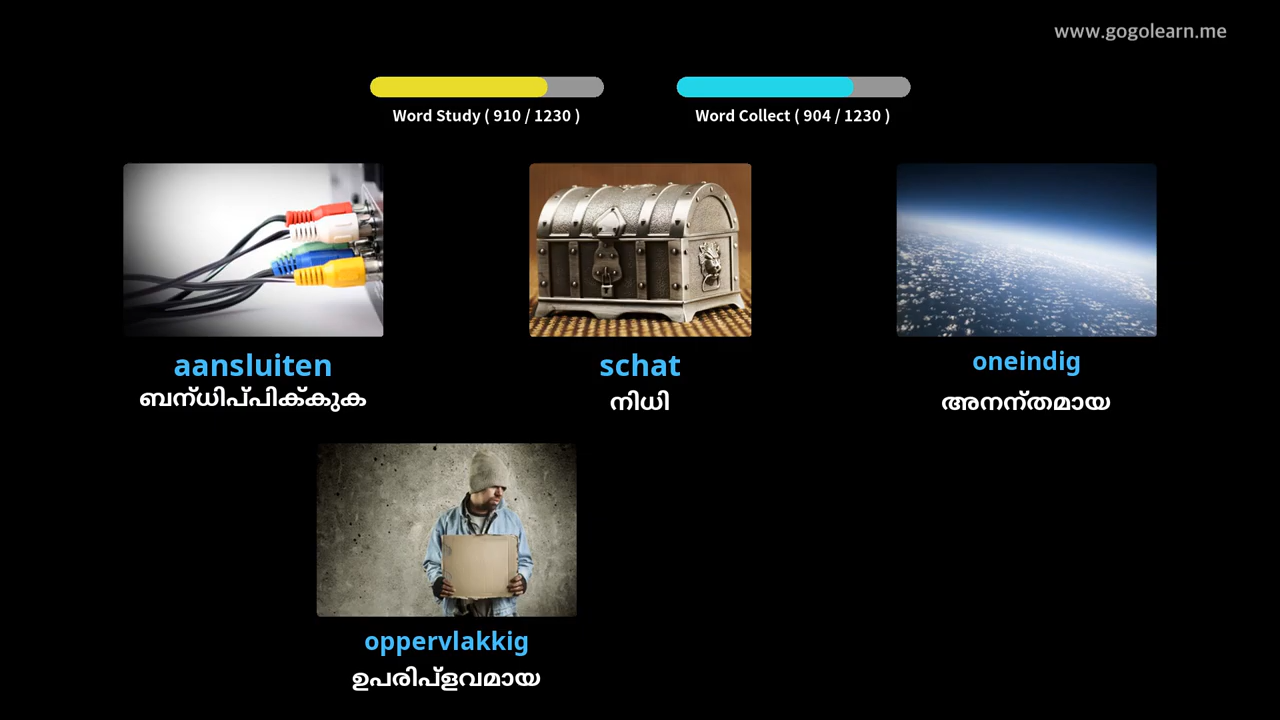 www.gogolearn.me
Word Study ( 910 / 1230 )
Word Collect ( 904 / 1230 )
aansluiten
ബന്ധിപ്പിക്കുക
schat
നിധി
oneindig
അനന്തമായ
oppervlakkig
ഉപരിപ്ളവമായ